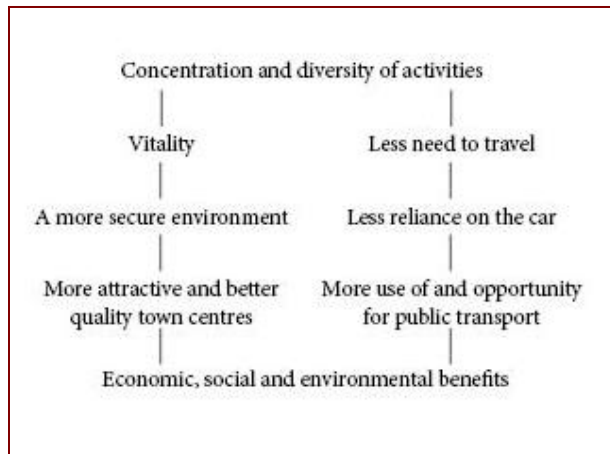 Concentration and diversity of activities
Vitality
Less need to travel
A more secure environment
Less reliance on the car
More attractive and better
quality town centres
More use of and opportunity
for public transport
Economic, social and environmental benefits